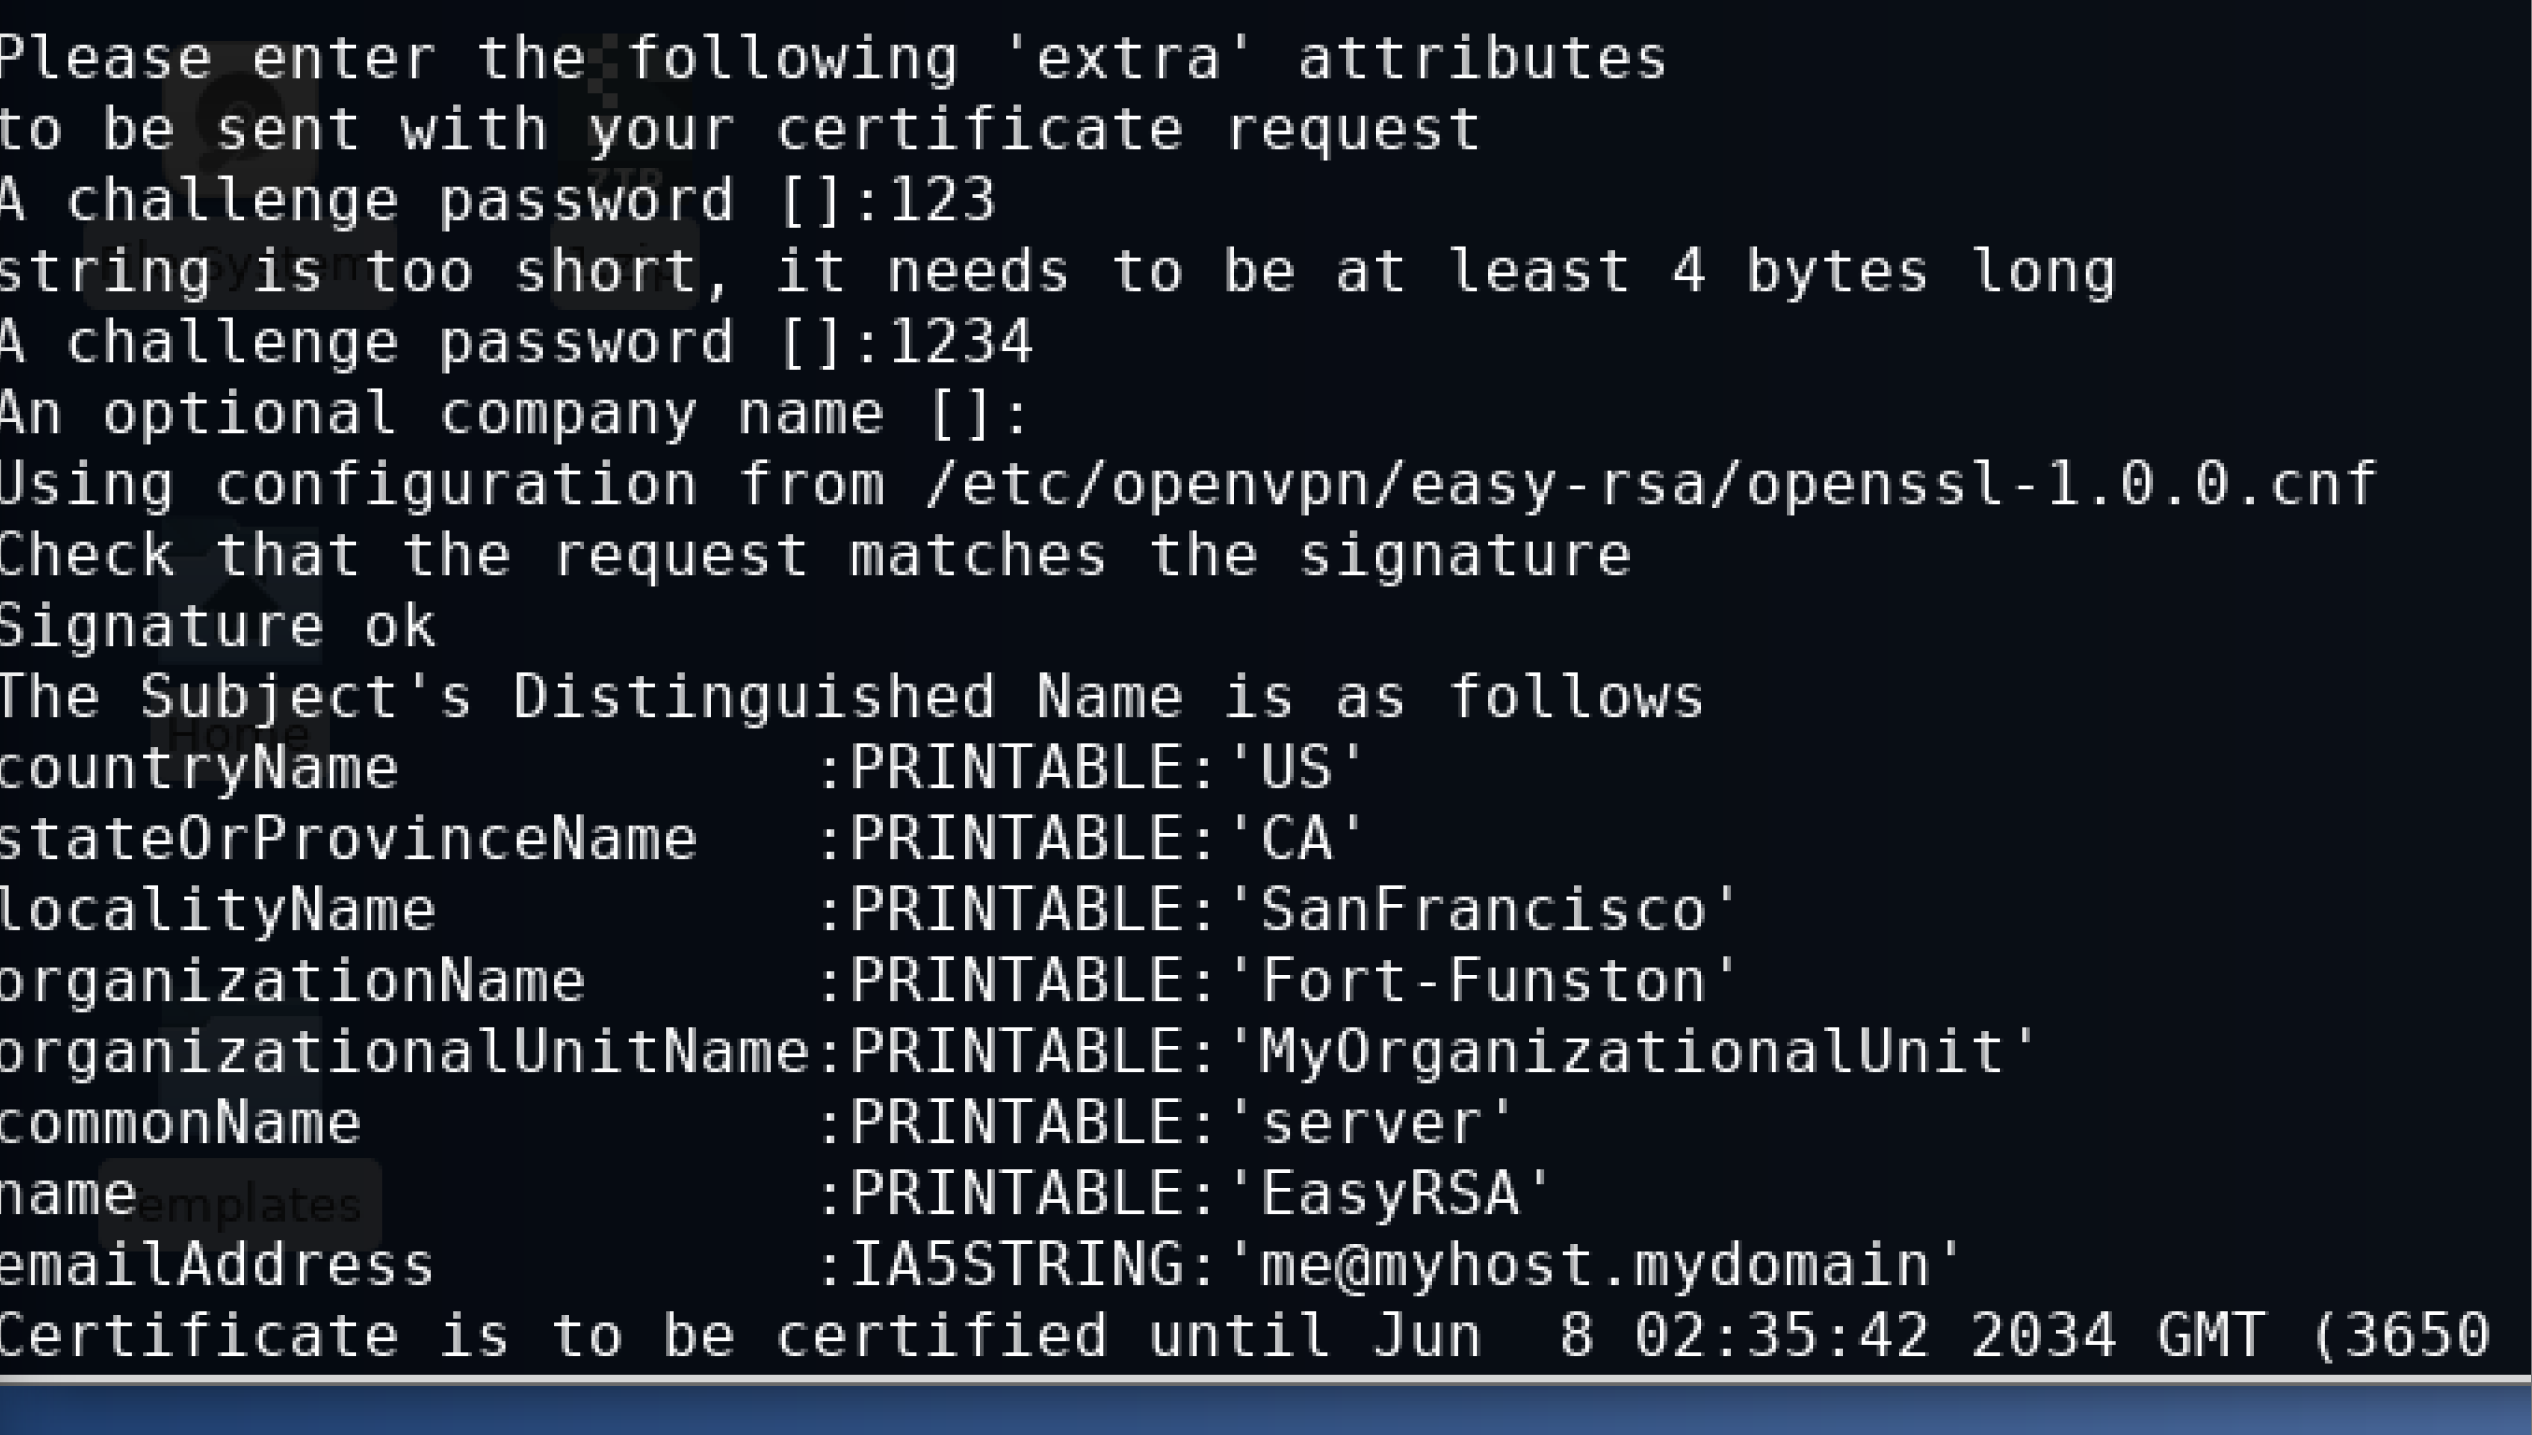 Please enter the following 'extra' attributes
to be sent with your certificate request
A challenge password []:123
string is too short, it needs to be at least 4 bytes long
A challenge password []:1234
An optional company name []:
Using configuration from /etc/openvpn/easy-rsa/openssl-1.0.0.cnf
Check that the request matches the signature
Signature ok
The Subject's Distinguished Name is as follows
countryName           :PRINTABLE:'US'
stateOrProvinceName   :PRINTABLE:'CA'
localityName          :PRINTABLE:'SanFrancisco'
organizationName      :PRINTABLE:'Fort-Funston'
organizationalUnitName:PRINTABLE:'MyOrganizationalUnit'
commonName            :PRINTABLE:'server'
name                  :PRINTABLE:'EasyRSA'
emailAddress          :IA5STRING:'me@myhost.mydomain'
Certificate is to be certified until Jun  8 02:35:42 2034 GMT (3650
ZIP
File System
Home
Templates